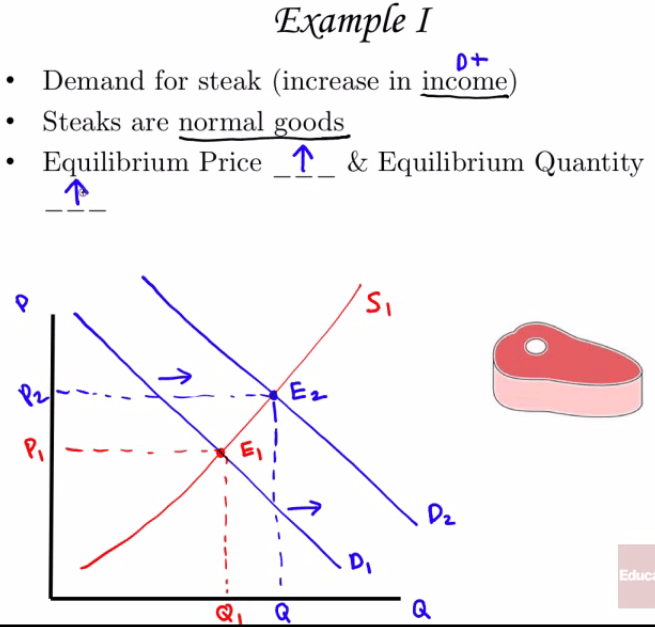 Example I
D+
• Demand for steak (increase in income)
• Steaks are normal goods
• Equilibrium Price _↑_ & Equilibrium Quantity
_↑_
P
S1
P2
E2
P1
E1
D2
D1
Q1 Q Q
Educa